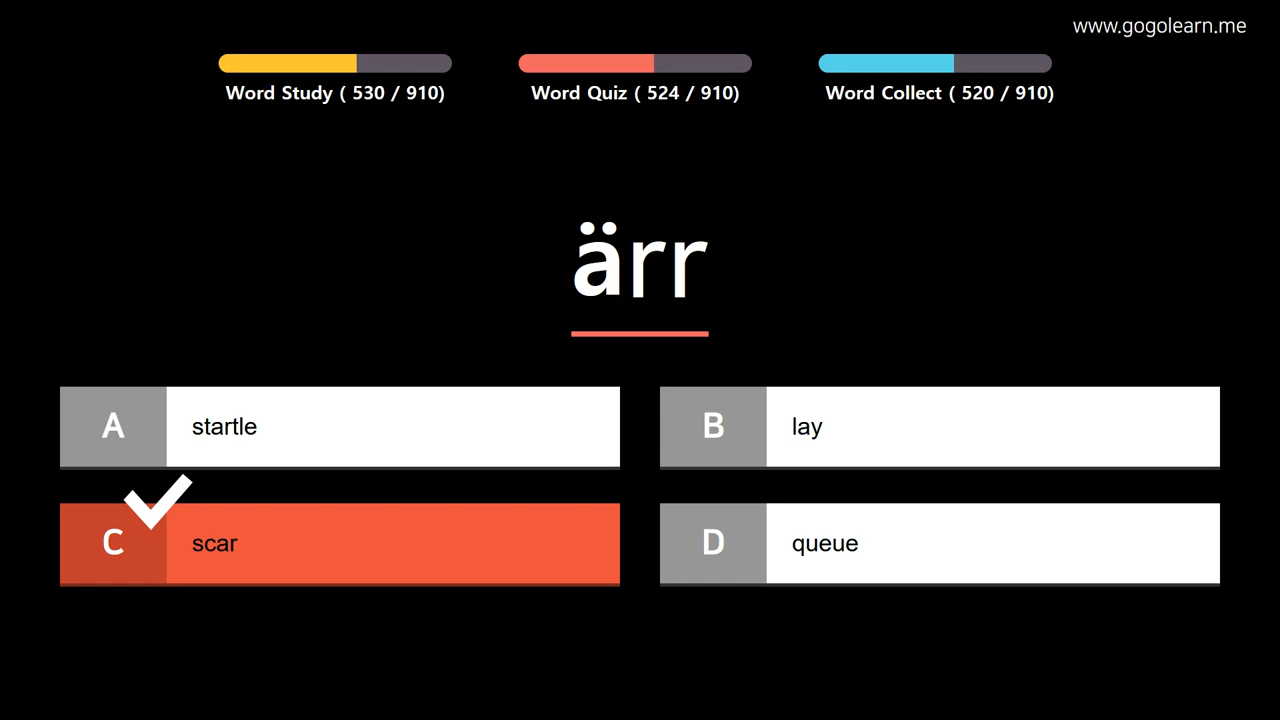 www.gogolearn.me
Word Study ( 530 / 910)
Word Quiz ( 524 / 910)
Word Collect ( 520 / 910)
ärr
A startle
B lay
C scar
D queue